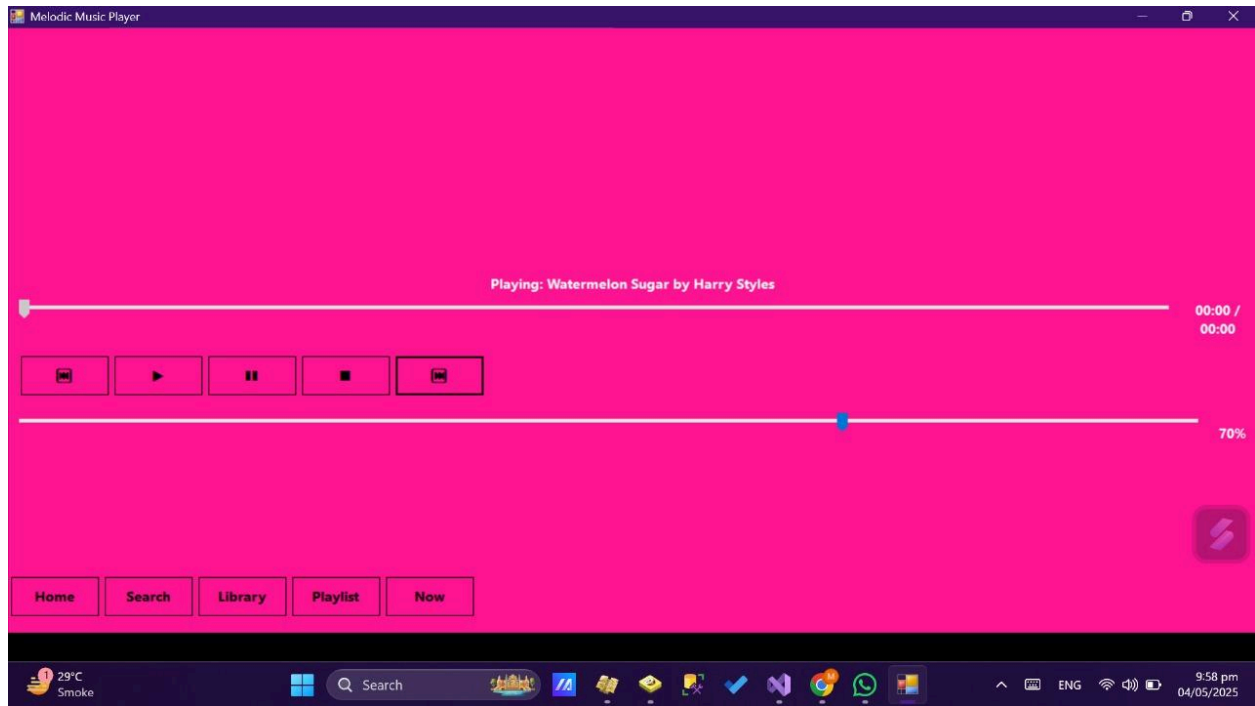 Melodic Music Player
Playing: Watermelon Sugar by Harry Styles
00:00 /
00:00
70%
Home Search Library Playlist Now
1
29°C
Smoke
Search
ENG
9:58 pm
04/05/2025